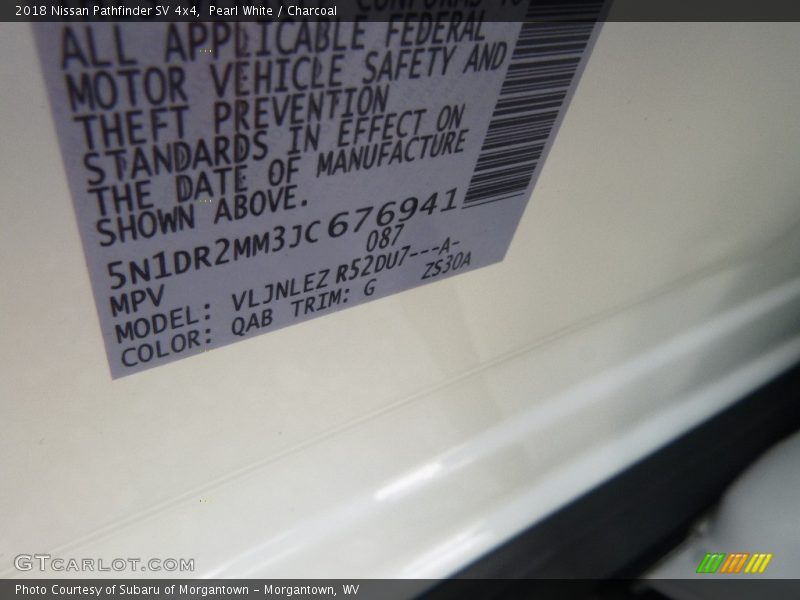 2018 Nissan Pathfinder SV 4x4, Pearl White / Charcoal
CONFORMS TO
ALL APPLICABLE FEDERAL
MOTOR VEHICLE SAFETY AND
THEFT PREVENTION
STANDARDS IN EFFECT ON
THE DATE OF MANUFACTURE
SHOWN ABOVE.
5N1DR2MM3JC676941
MPV 087
MODEL: VLJNLEZ R52DU7---A-
COLOR: QAB TRIM: G ZS30A
GTCARLOT.COM
Photo Courtesy of Subaru of Morgantown - Morgantown, WV